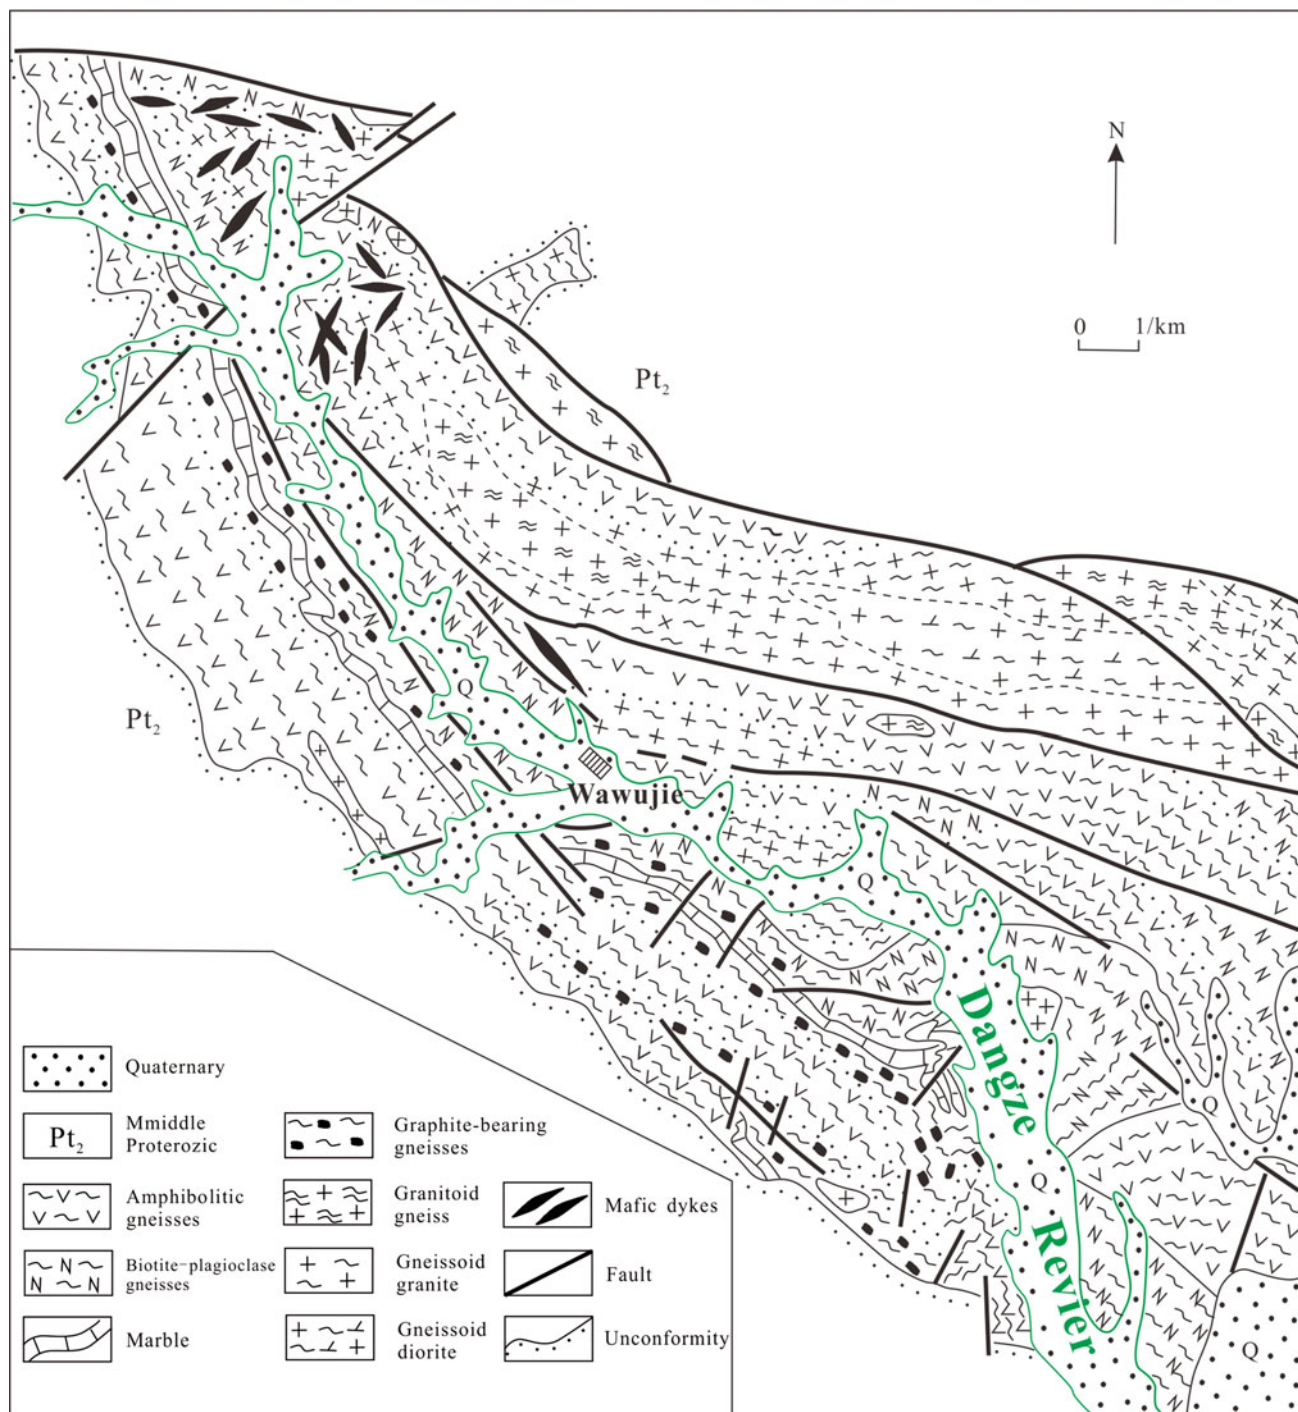 N
0 1/km
Pt2
Pt2
Q
Wawujie
Q
Dangze
Q
Q
Revier
Q
Quaternary
Pt2
Mmiddle
Proterozic
Amphibolitic
gneisses
Biotite-plagioclase
gneisses
Marble
Graphite-bearing
gneisses
Granitoid
gneiss
Gneissoid
granite
Gneissoid
diorite
Mafic dykes
Fault
Unconformity